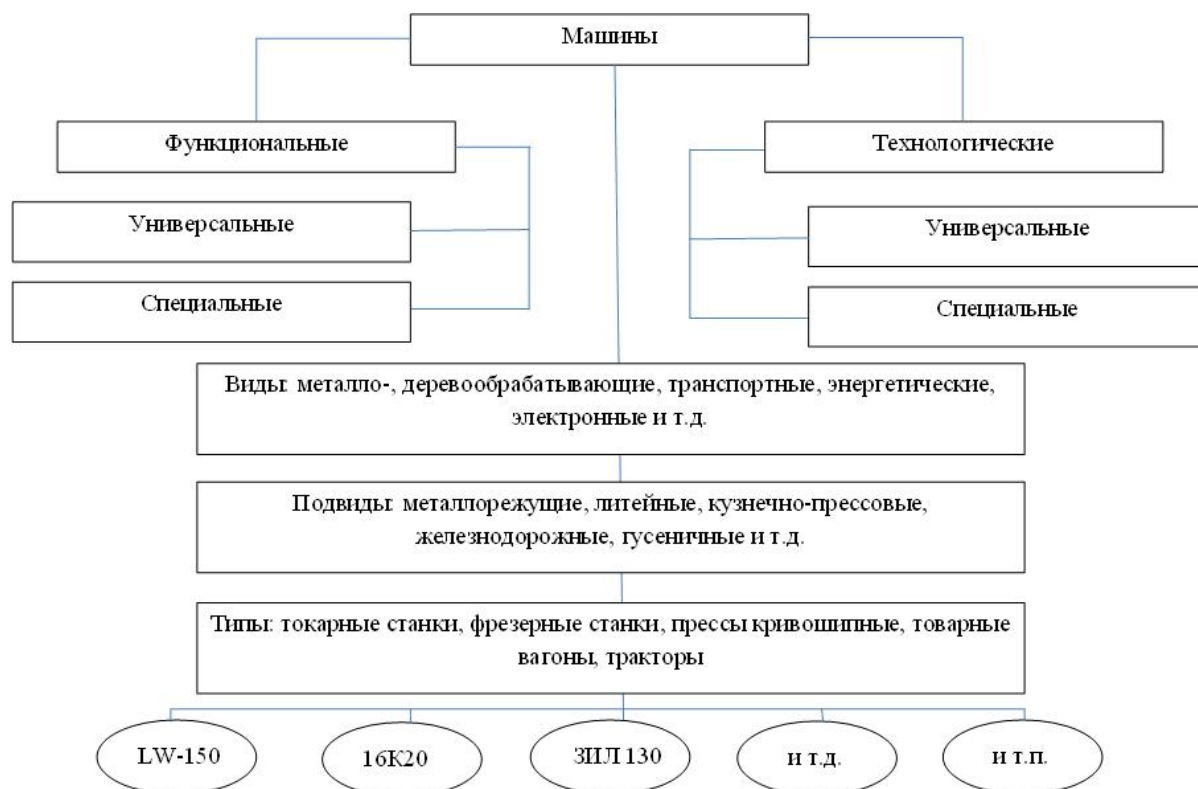 Машины
Функциональные
Технологические
Универсальные
Универсальные
Специальные
Специальные
Виды: металло-, деревообрабатывающие, транспортные, энергетические,
электронные и т.д.
Подвиды: металлорежущие, литейные, кузнечно-прессовые,
железнодорожные, гусеничные и т.д.
Типы: токарные станки, фрезерные станки, прессы кривошипные, товарные
вагоны, тракторы
LW-150
16К20
ЗИЛ 130
и т.д.
и т.п.